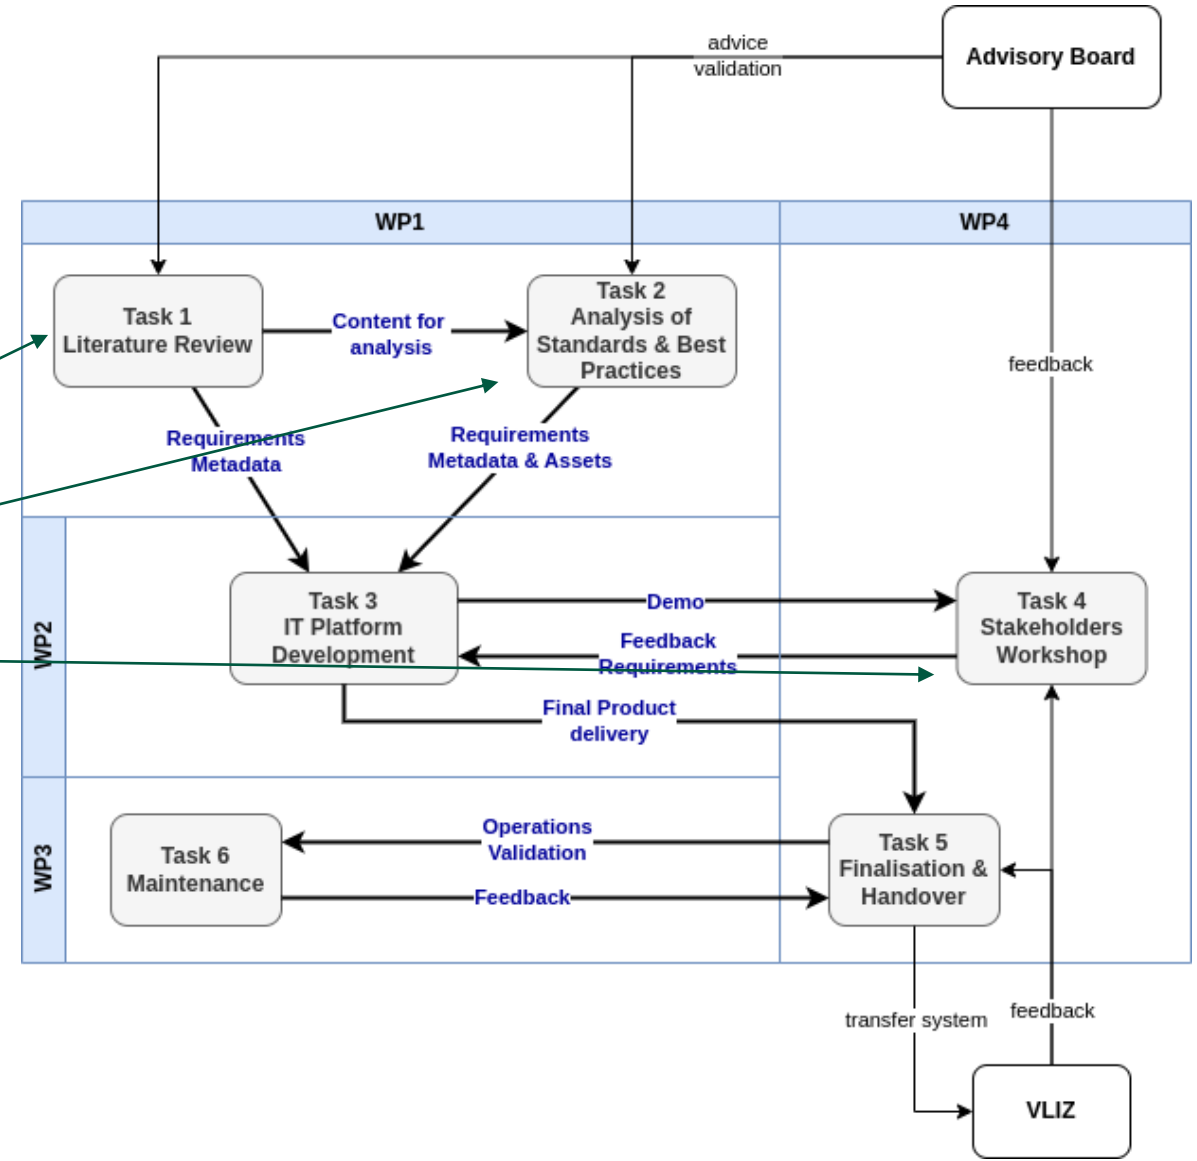 advice
validation
Advisory Board
WP1
WP4
Task 1
Literature Review
Content for
analysis
Task 2
Analysis of
Standards & Best
Practices
feedback
Requirements
Metadata
Requirements
Metadata & Assets
WP2
Task 3
IT Platform
Development
Demo
Feedback
Requirements
Task 4
Stakeholders
Workshop
Final Product
delivery
WP3
Task 6
Maintenance
Operations
Validation
Feedback
Task 5
Finalisation &
Handover
transfer system
feedback
VLIZ